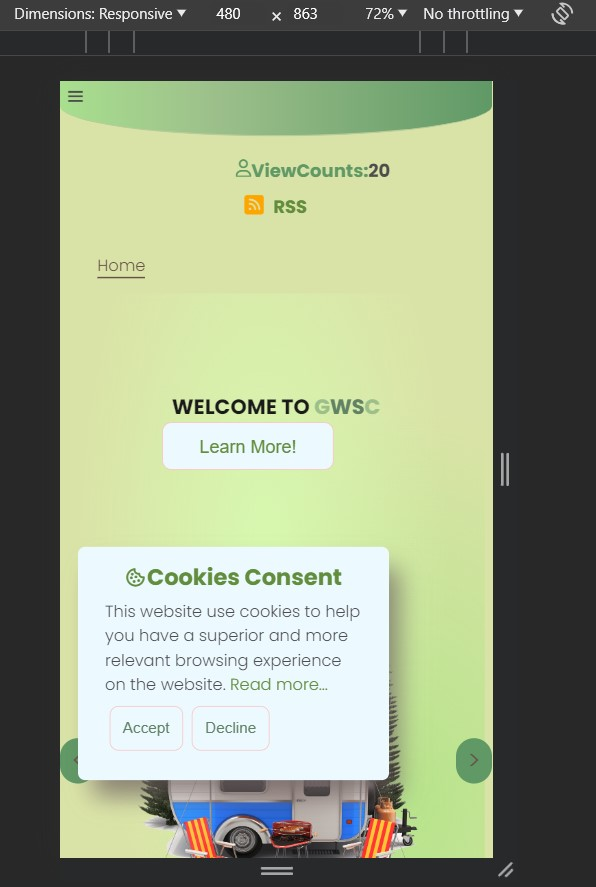 Dimensions: Responsive 480 × 863 72% No throttling
ViewCounts:20
RSS
Home
WELCOME TO GWSC
Learn More!
Cookies Consent
This website use cookies to help
you have a superior and more
relevant browsing experience
on the website. Read more...
Accept Decline